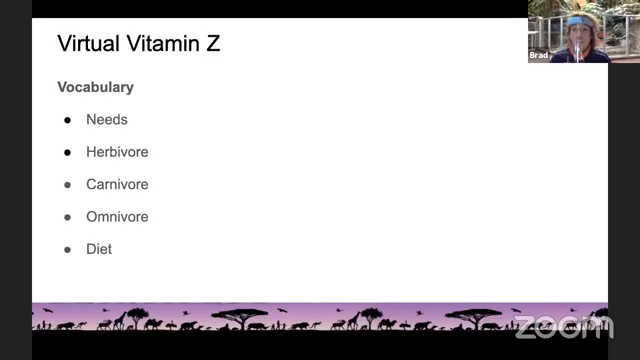 Virtual Vitamin Z
Brad
Vocabulary
● Needs
● Herbivore
● Carnivore
● Omnivore
● Diet
zoom